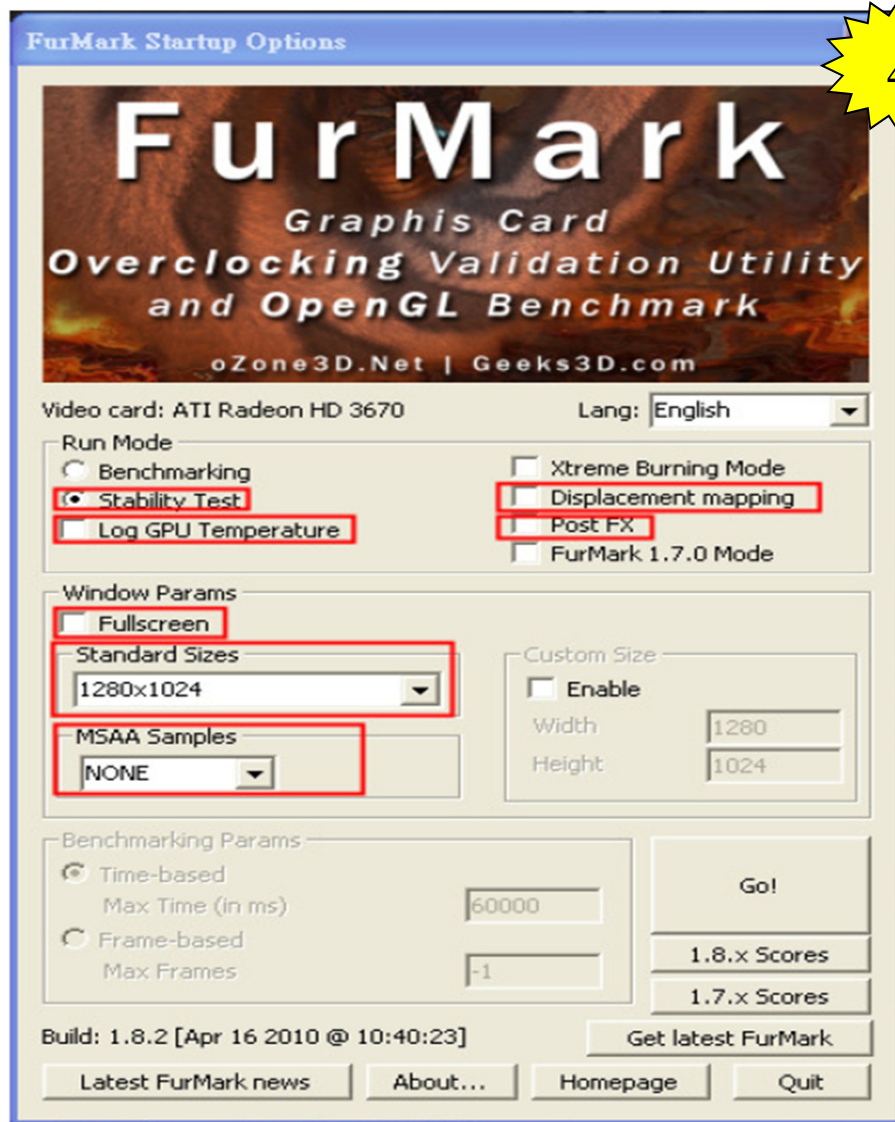 FurMark Startup Options
FurMark
Graphis Card
Overclocking Validation Utility
and OpenGL Benchmark
oZone3D.Net | Geeks3D.com
Video card: ATI Radeon HD 3670
Lang: English
Run Mode
Benchmarking
Stability Test
Log GPU Temperature
Xtreme Burning Mode
Displacement mapping
Post FX
FurMark 1.7.0 Mode
Window Params
Fullscreen
Standard Sizes
1280x1024
MSAA Samples
NONE
Custom Size
Enable
Width 1280
Height 1024
Benchmarking Params
Time-based
Max Time (in ms) 60000
Frame-based
Max Frames -1
Go!
1.8.x Scores
1.7.x Scores
Build: 1.8.2 [Apr 16 2010 @ 10:40:23]
Get latest FurMark
Latest FurMark news
About...
Homepage
Quit